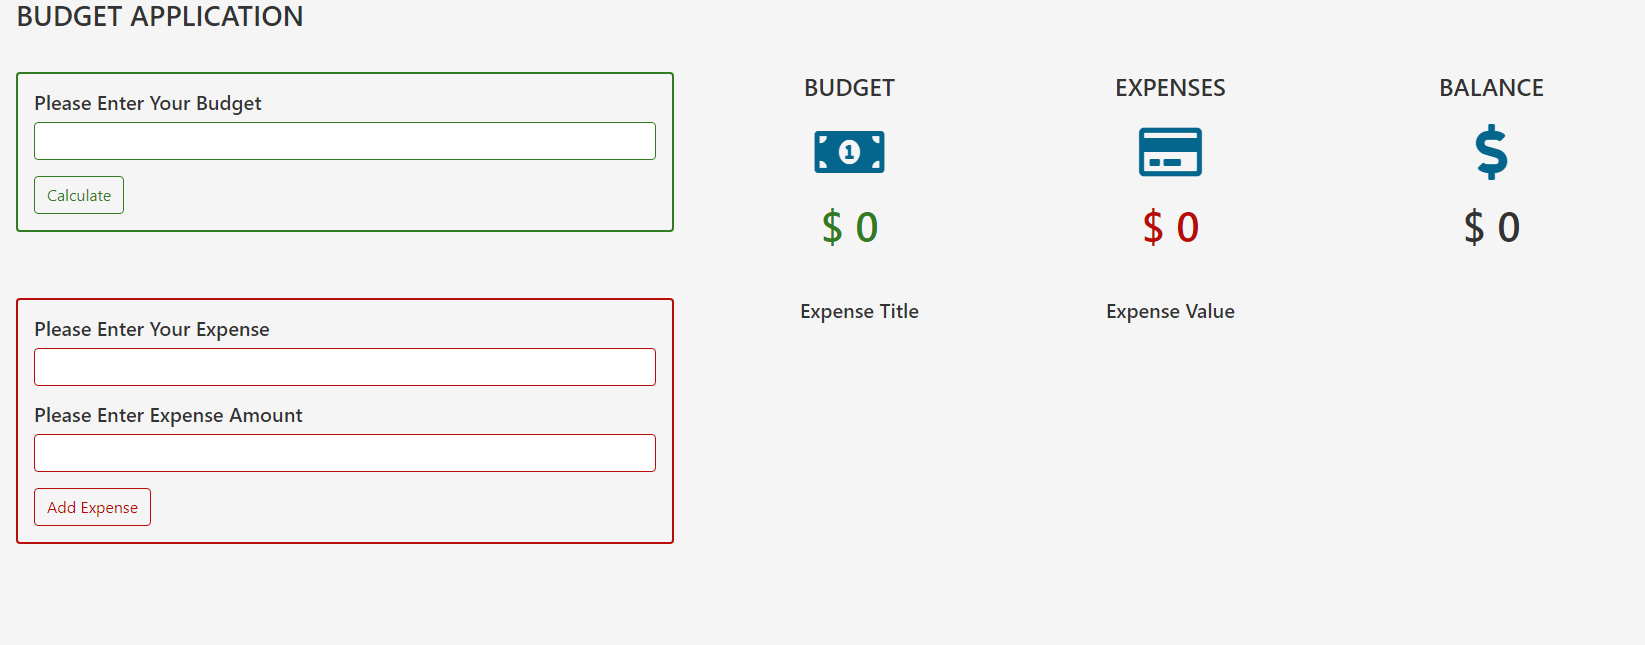 BUDGET APPLICATION
Please Enter Your Budget
Calculate
BUDGET
EXPENSES
BALANCE
1
$ 0
$ 0
$
$ 0
Please Enter Your Expense
Please Enter Expense Amount
Add Expense
Expense Title
Expense Value